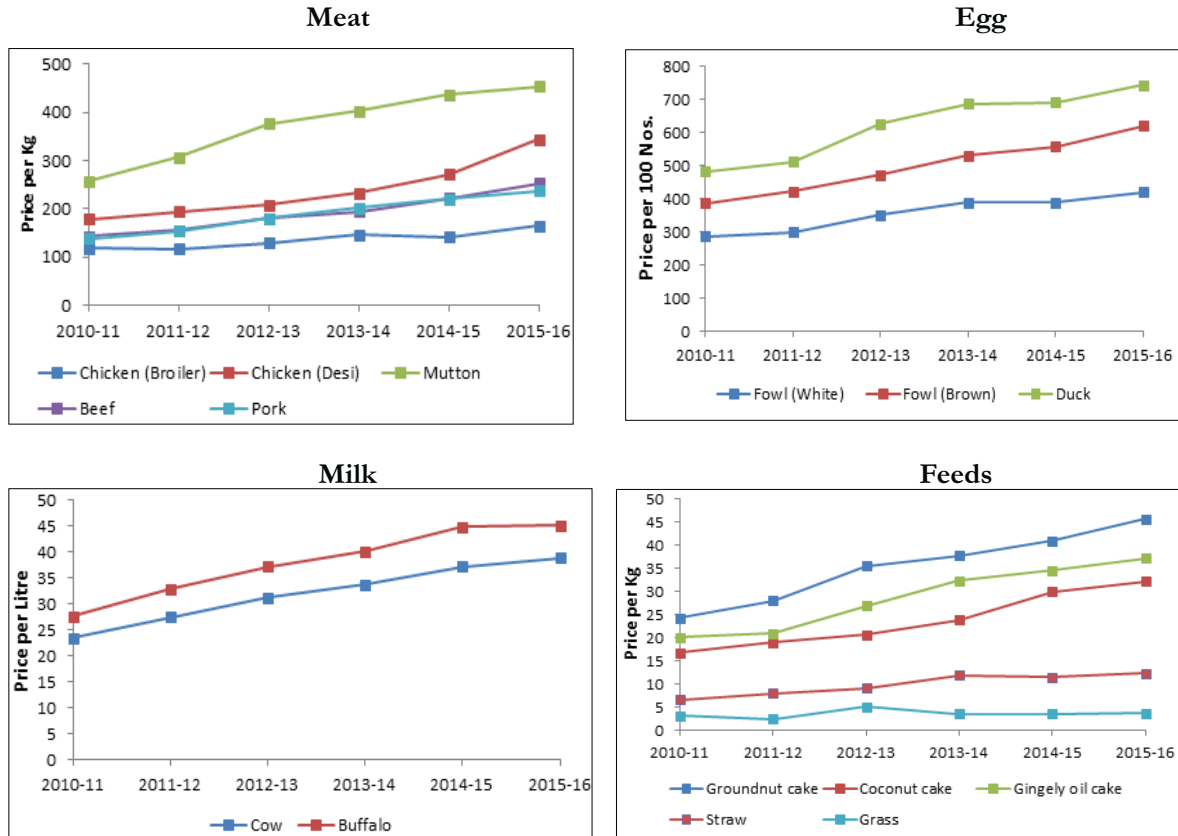 Meat
Price per Kg
500
400
300
200
100
0
2010-11 2011-12 2012-13 2013-14 2014-15 2015-16
Chicken (Broiler) Chicken (Desi) Mutton
Beef Pork
Egg
Price per 100 Nos.
800
700
600
500
400
300
200
100
0
2010-11 2011-12 2012-13 2013-14 2014-15 2015-16
Fowl (White) Fowl (Brown) Duck
Milk
Price per Litre
50
45
40
35
30
25
20
15
10
5
0
2010-11 2011-12 2012-13 2013-14 2014-15 2015-16
Cow Buffalo
Feeds
Price per Kg
50
45
40
35
30
25
20
15
10
5
0
2010-11 2011-12 2012-13 2013-14 2014-15 2015-16
Groundnut cake Coconut cake Gingely oil cake
Straw Grass